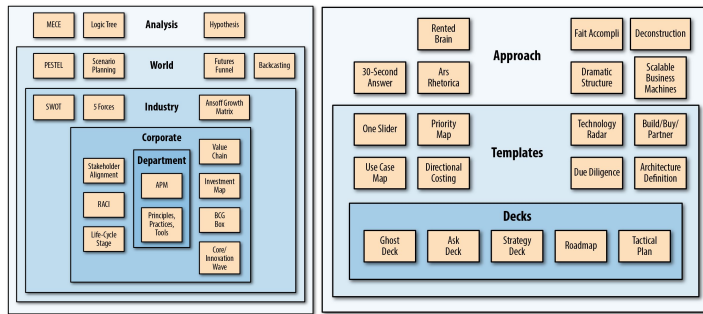 MECE
Logic Tree
Analysis
Hypothesis
PESTEL
Scenario
Planning
World
Futures
Funnel
Backcasting
SWOT
5 Forces
Industry
Ansoff Growth
Matrix
Corporate
Stakeholder
Alignment
RACI
Life-Cycle
Stage
Department
APM
Principles,
Practices,
Tools
Value
Chain
Investment
Map
BCG
Box
Core/
Innovation
Wave
Rented
Brain
Approach
Fait Accompli
Deconstruction
30-Second
Answer
Ars
Rhetorica
Dramatic
Structure
Scalable
Business
Machines
One Slider
Priority
Map
Templates
Technology
Radar
Build/Buy/
Partner
Use Case
Map
Directional
Costing
Due Diligence
Architecture
Definition
Decks
Ghost
Deck
Ask
Deck
Strategy
Deck
Roadmap
Tactical
Plan